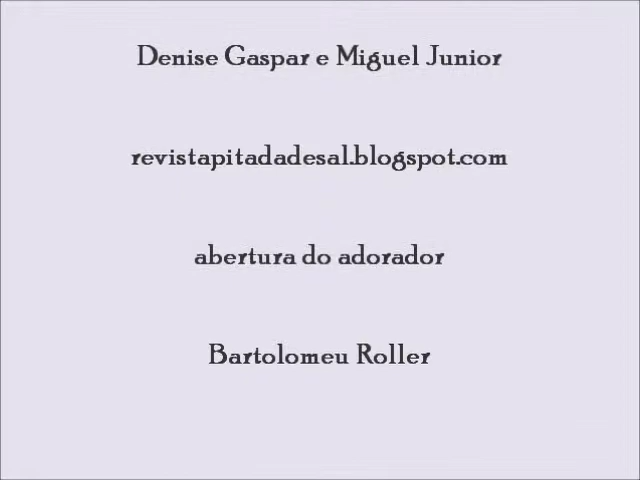 Denise Gaspar e Miguel Junior
revistapitadadesal.blogspot.com
abertura do adorador
Bartolomeu Roller